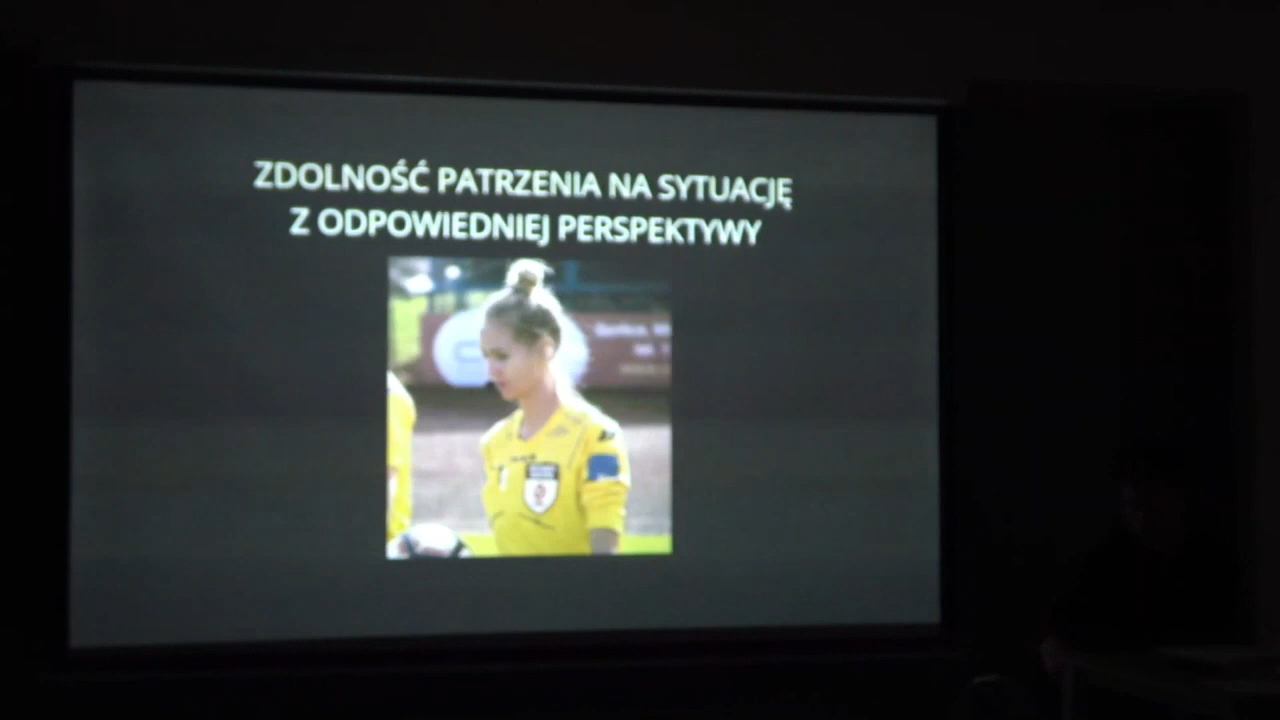 ZDOLNOŚĆ PATRZENIA NA SYTUACJĘ
Z ODPOWIEDNIEJ PERSPEKTYWY